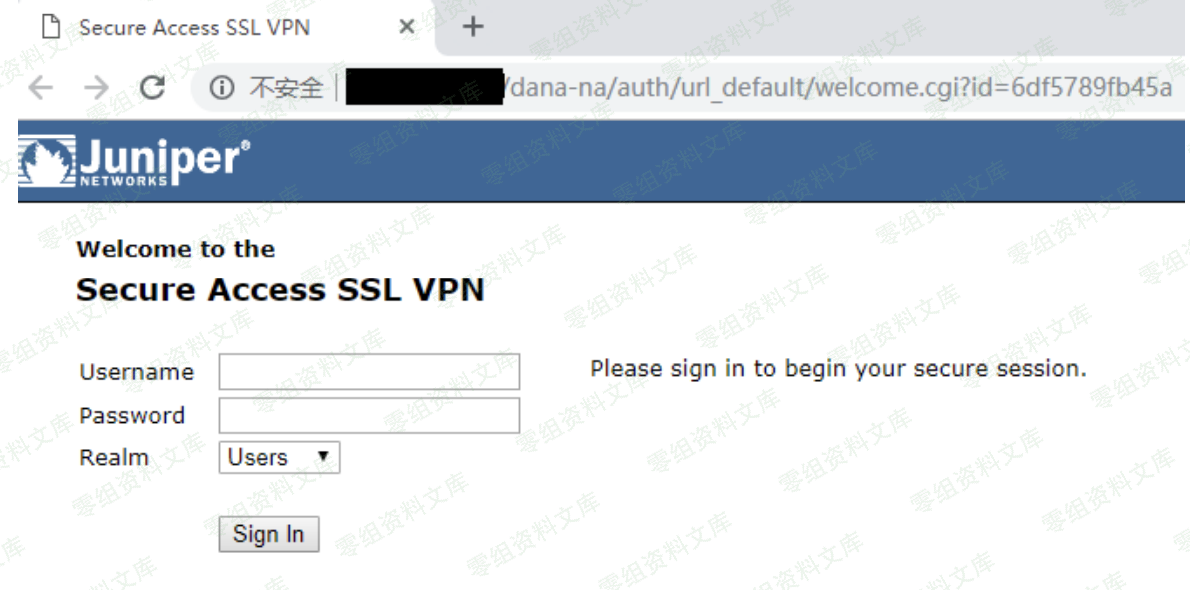 Secure Access SSL VPN
不安全 /dana-na/auth/url_default/welcome.cgi?id=6df5789fb45a
Juniper®
NETWORKS
Welcome to the
Secure Access SSL VPN
Username
Please sign in to begin your secure session.
Password
Realm Users
Sign In
零组资料文库